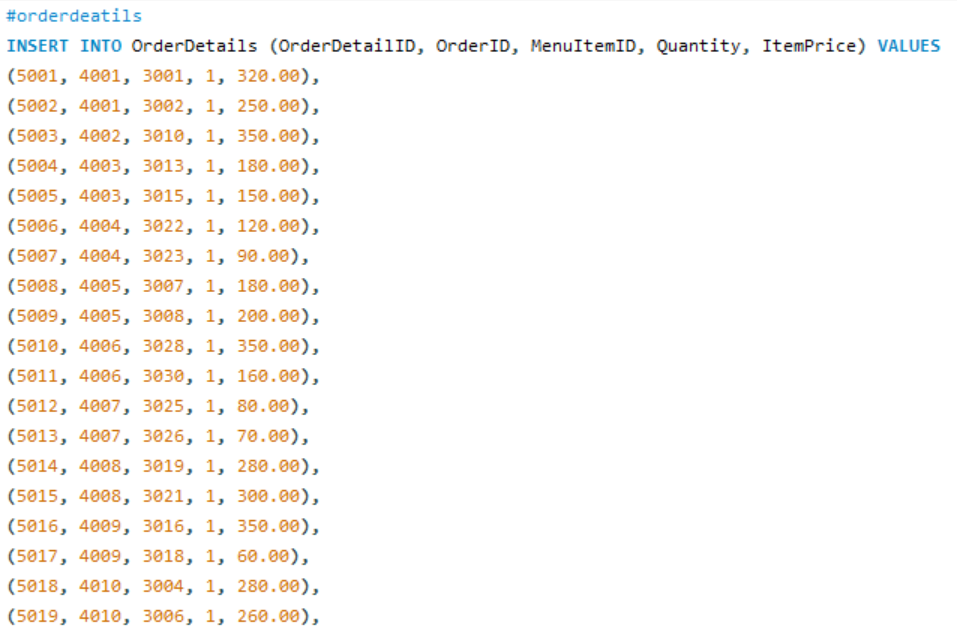 #orderdeatils
INSERT INTO OrderDetails (OrderDetailID, OrderID, MenuItemID, Quantity, ItemPrice) VALUES
(5001, 4001, 3001, 1, 320.00),
(5002, 4001, 3002, 1, 250.00),
(5003, 4002, 3010, 1, 350.00),
(5004, 4003, 3013, 1, 180.00),
(5005, 4003, 3015, 1, 150.00),
(5006, 4004, 3022, 1, 120.00),
(5007, 4004, 3023, 1, 90.00),
(5008, 4005, 3007, 1, 180.00),
(5009, 4005, 3008, 1, 200.00),
(5010, 4006, 3028, 1, 350.00),
(5011, 4006, 3030, 1, 160.00),
(5012, 4007, 3025, 1, 80.00),
(5013, 4007, 3026, 1, 70.00),
(5014, 4008, 3019, 1, 280.00),
(5015, 4008, 3021, 1, 300.00),
(5016, 4009, 3016, 1, 350.00),
(5017, 4009, 3018, 1, 60.00),
(5018, 4010, 3004, 1, 280.00),
(5019, 4010, 3006, 1, 260.00),